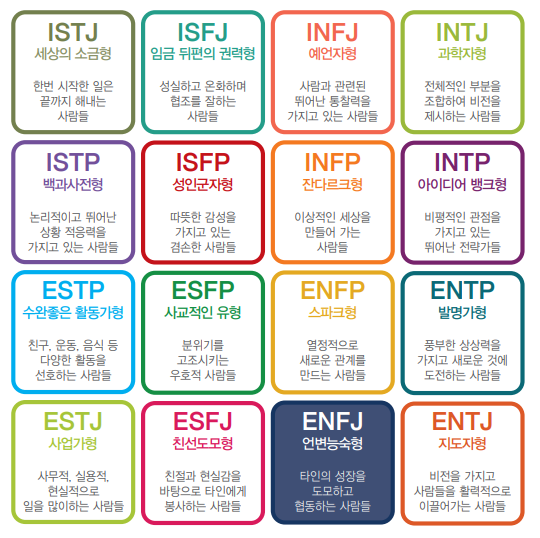 ISTJ
세상의 소금형
한번 시작한 일은
끝까지 해내는
사람들
ISFJ
임금 뒤편의 권력형
성실하고 온화하며
협조를 잘하는
사람들
INFJ
예언자형
사람과 관련된
뛰어난 통찰력을
가지고 있는 사람들
INTJ
과학자형
전체적인 부분을
조합하여 비전을
제시하는 사람들
ISTP
백과사전형
논리적이고 뛰어난
상황 적응력을
가지고 있는 사람들
ISFP
성인군자형
따뜻한 감성을
가지고 있는
겸손한 사람들
INFP
잔다르크형
이상적인 세상을
만들어 가는
사람들
INTP
아이디어 뱅크형
비평적인 관점을
가지고 있는
뛰어난 전략가들
ESTP
수완좋은 활동가형
친구, 운동, 음식 등
다양한 활동을
선호하는 사람들
ESFP
사교적인 유형
분위기를
고조시키는
우호적 사람들
ENFP
스파크형
열정적으로
새로운 관계를
만드는 사람들
ENTP
발명가형
풍부한 상상력을
가지고 새로운 것에
도전하는 사람들
ESTJ
사업가형
사무적, 실용적,
현실적으로
일을 많이하는 사람들
ESFJ
친선도모형
친절과 현실감을
바탕으로 타인에게
봉사하는 사람들
ENFJ
언변능숙형
타인의 성장을
도모하고
협동하는 사람들
ENTJ
지도자형
비전을 가지고
사람들을 활력적으로
이끌어가는 사람들